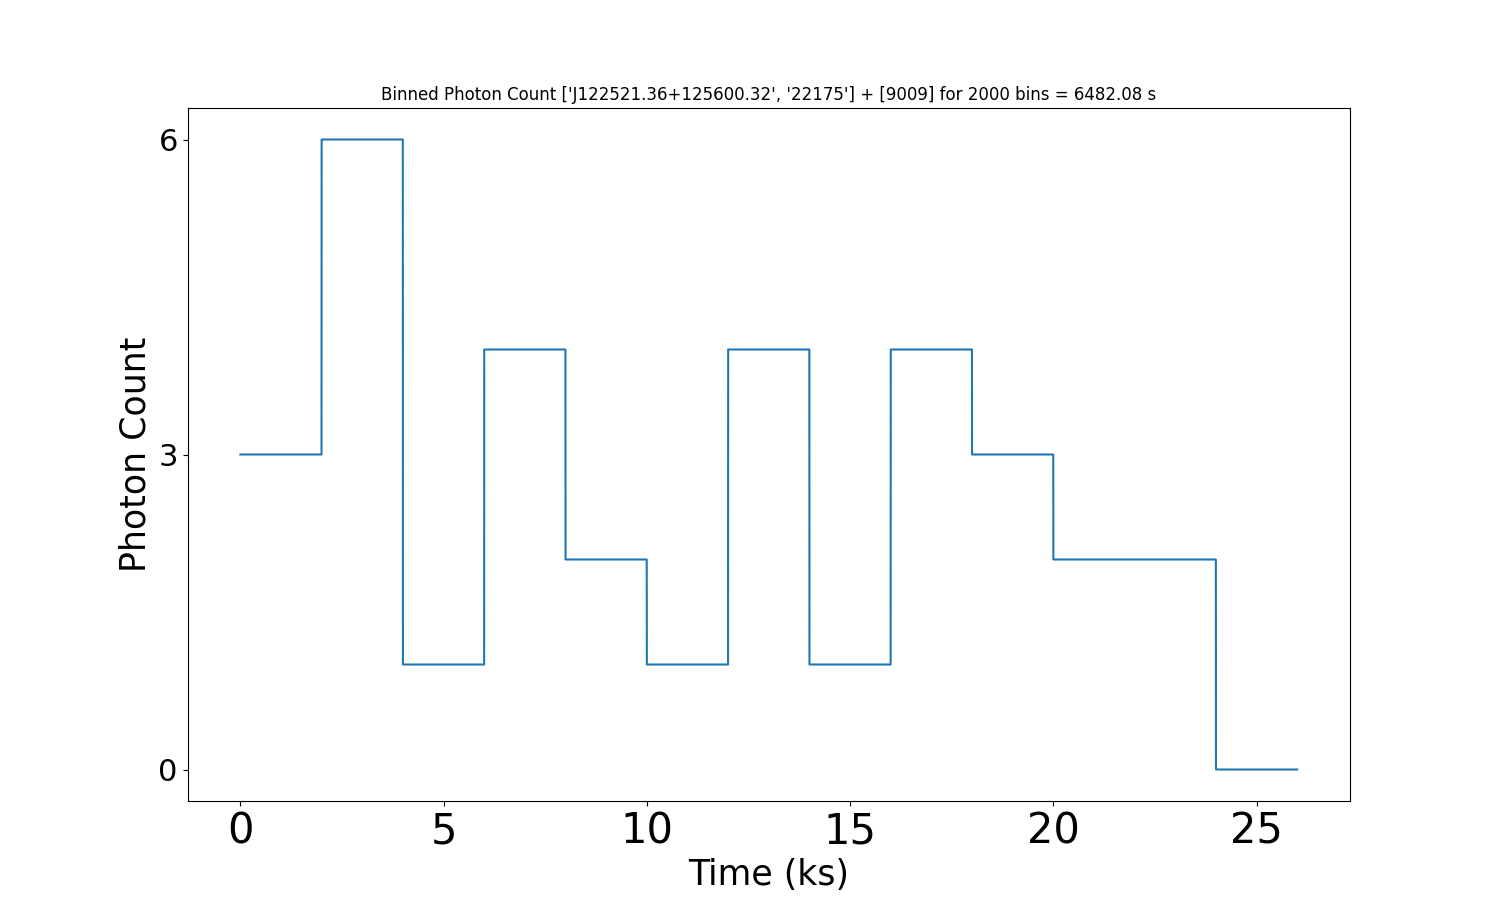 Binned Photon Count ['J122521.36+125600.32', '22175'] + [9009] for 2000 bins = 6482.08 s
6
3
0
Photon Count
0 5 10 15 20 25
Time (ks)